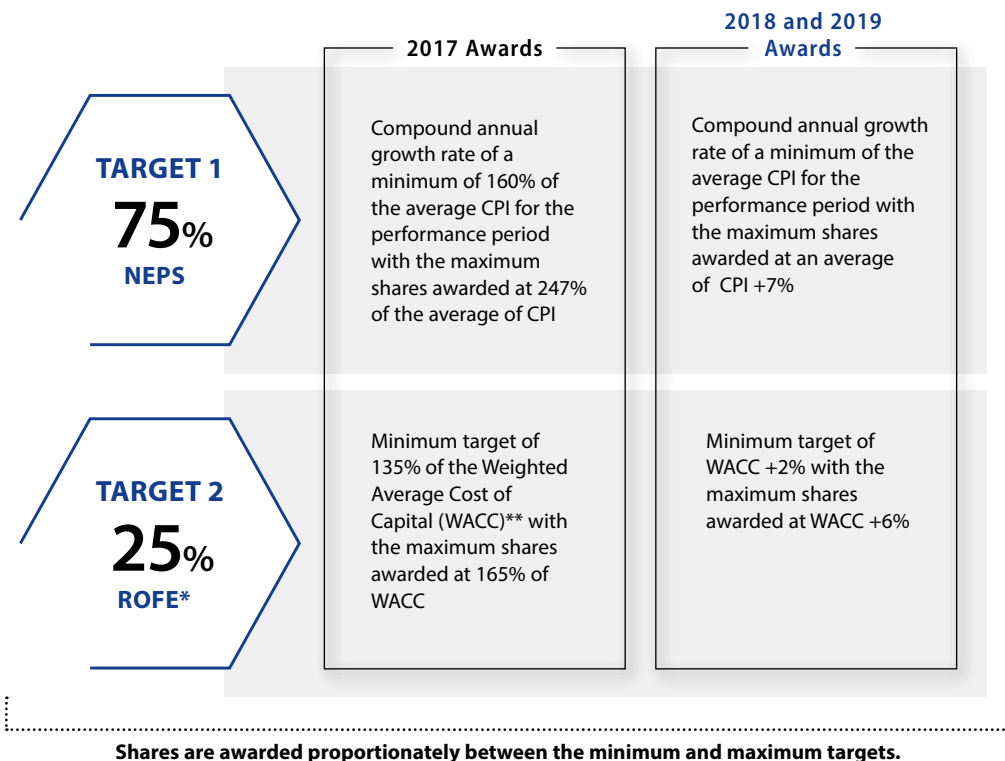 2017 Awards
2018 and 2019
Awards
TARGET 1
75%
NEPS
Compound annual
growth rate of a
minimum of 160% of
the average CPI for the
performance period
with the maximum
shares awarded at 247%
of the average of CPI
Compound annual growth
rate of a minimum of the
average CPI for the
performance period with
the maximum shares
awarded at an average
of CPI +7%
TARGET 2
25%
ROFE*
Minimum target of
135% of the Weighted
Average Cost of
Capital (WACC)** with
the maximum shares
awarded at 165% of
WACC
Minimum target of
WACC +2% with the
maximum shares
awarded at WACC +6%
Shares are awarded proportionately between the minimum and maximum targets.